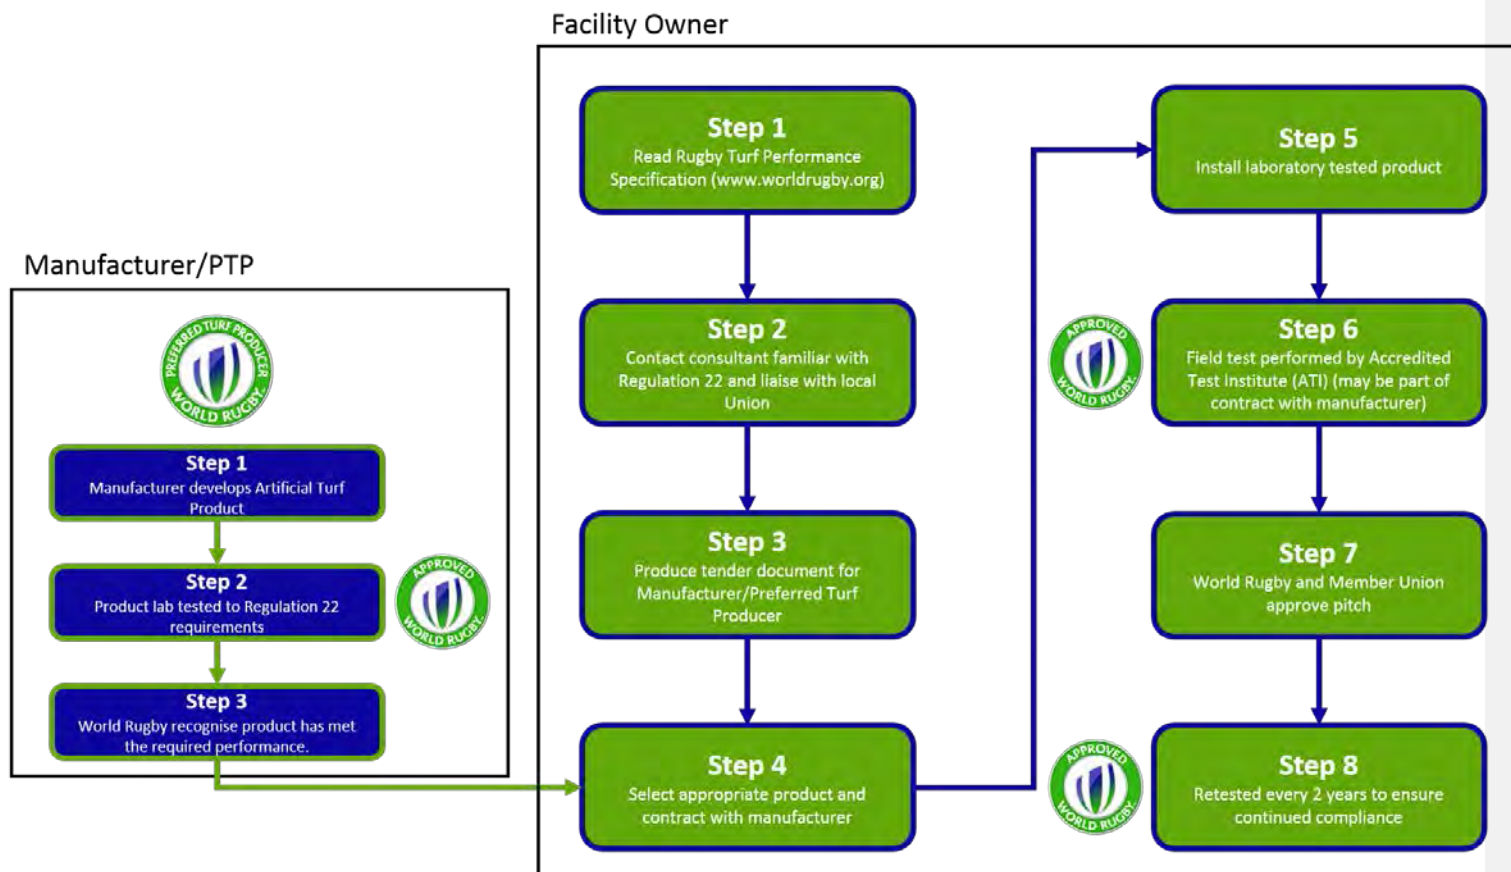 Facility Owner
Manufacturer/PTP
PREFERRED TURF PRODUCER
WORLD RUGBY.
Step 1
Manufacturer develops Artificial Turf
Product
Step 2
Product lab tested to Regulation 22
requirements
APPROVED
WORLD RUGBY.
Step 3
World Rugby recognise product has met
the required performance.
Step 1
Read Rugby Turf Performance
Specification (www.worldrugby.org)
Step 2
Contact consultant familiar with
Regulation 22 and liaise with local
Union
Step 3
Produce tender document for
Manufacturer/Preferred Turf
Producer
Step 4
Select appropriate product and
contract with manufacturer
Step 5
Install laboratory tested product
APPROVED
WORLD RUGBY.
Step 6
Field test performed by Accredited
Test Institute (ATI) (may be part of
contract with manufacturer)
Step 7
World Rugby and Member Union
approve pitch
APPROVED
WORLD RUGBY.
Step 8
Retested every 2 years to ensure
continued compliance